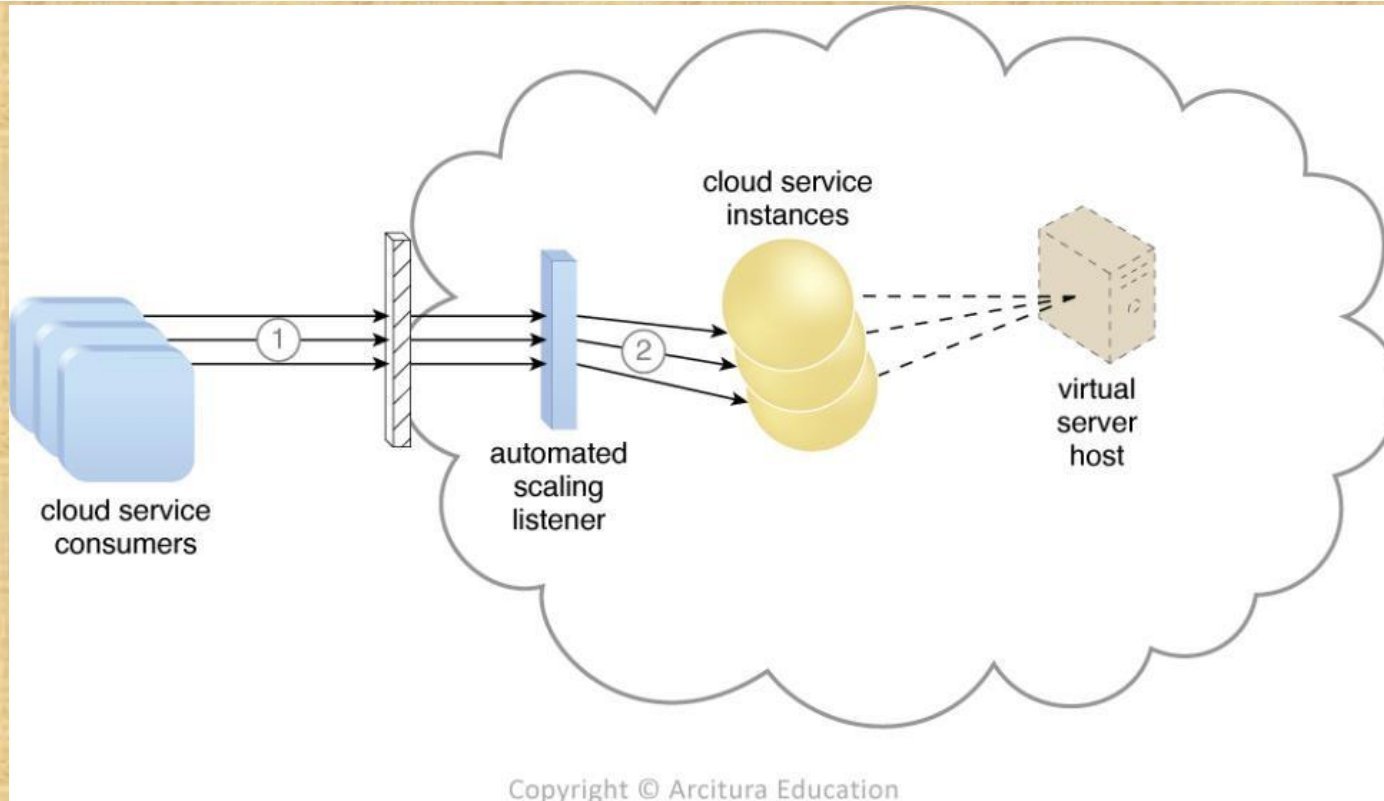 cloud service
instances
1
2
automated
scaling
listener
cloud service
consumers
virtual
server
host
Copyright © Arcitura Education